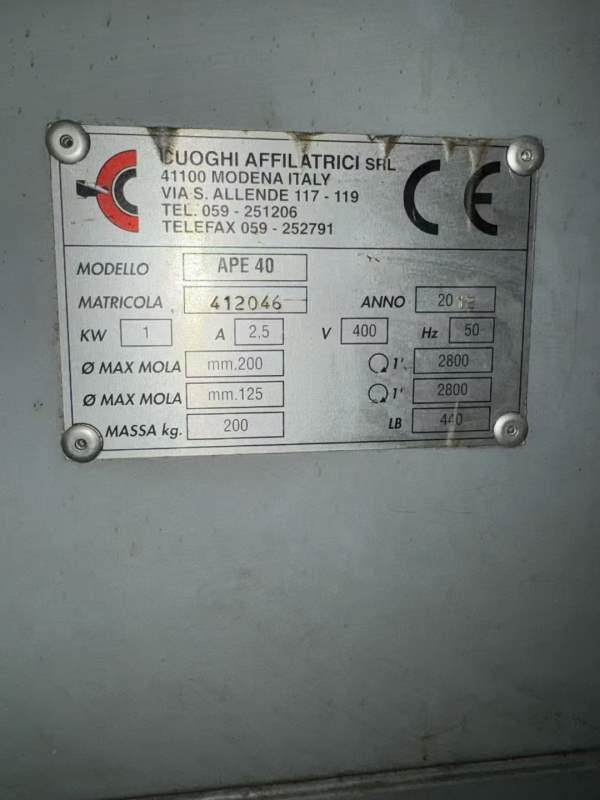 CUOGHI AFFILATRICI SRL
41100 MODENA ITALY
VIA S. ALLENDE 117 - 119
TEL. 059 - 251206
TELEFAX 059 - 252791
CE
MODELLO APE 40
MATRICOLA 412046 ANNO 20
KW 1 A 2,5 V 400 Hz 50
Ø MAX MOLA mm.200 1' 2800
Ø MAX MOLA mm.125 1' 2800
MASSA kg. 200 LB 440